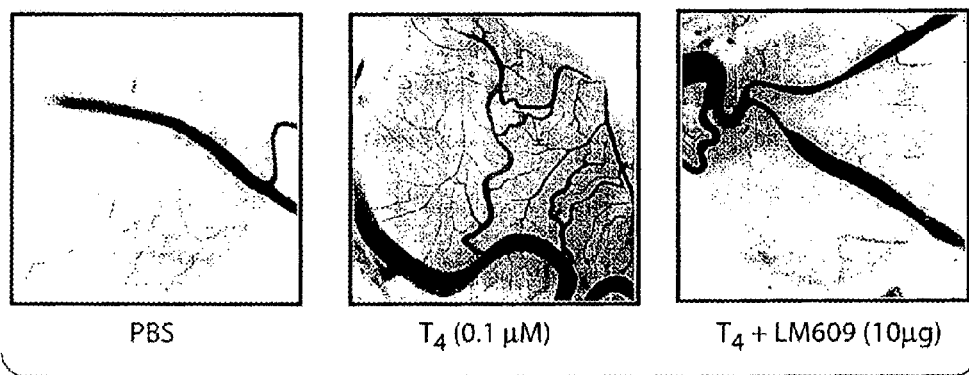 PBS
T₄ (0.1 μM)
T₄ + LM609 (10μg)